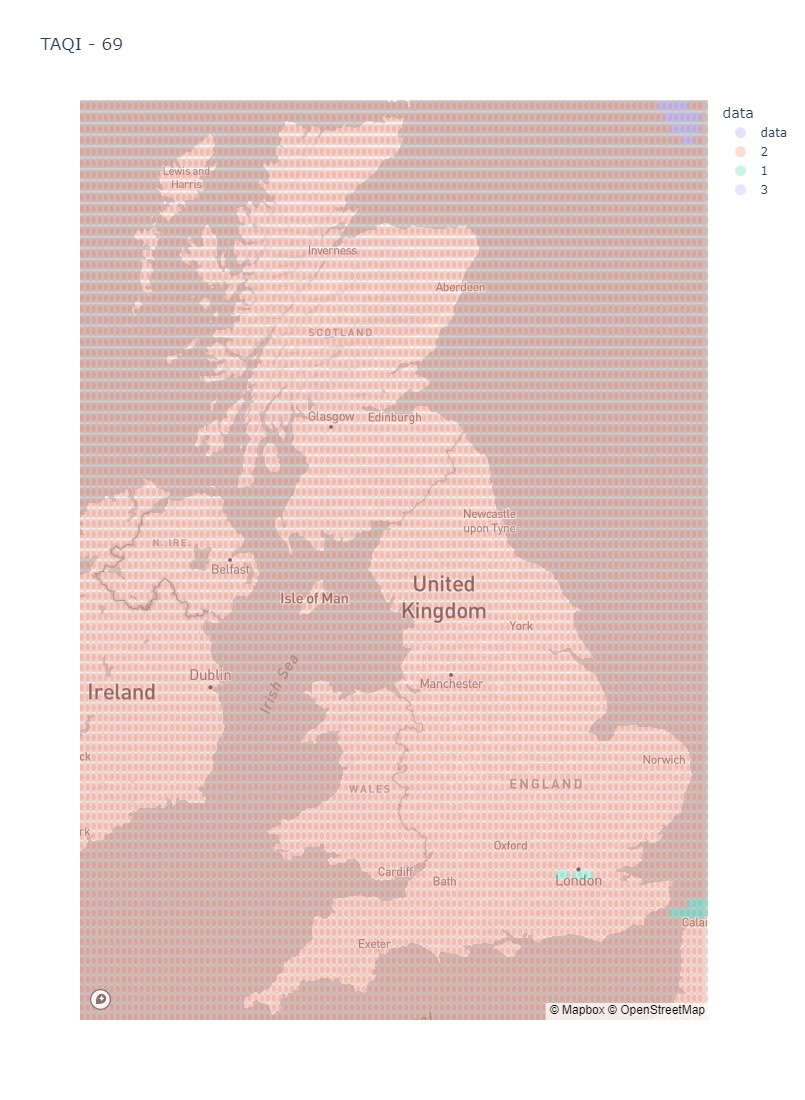 TAQI - 69
data
data
2
1
3
Lewis and
Harris
Inverness
Aberdeen
SCOTLAND
Glasgow
Edinburgh
Newcastle
upon Tyne
N. IRE.
Belfast
United
Kingdom
Isle of Man
York
Dublin
Irish Sea
Manchester
Ireland
ck
Norwich
WALES
ENGLAND
rk
Oxford
Cardiff
Bath
London
Calai
Exeter
© Mapbox © OpenStreetMap